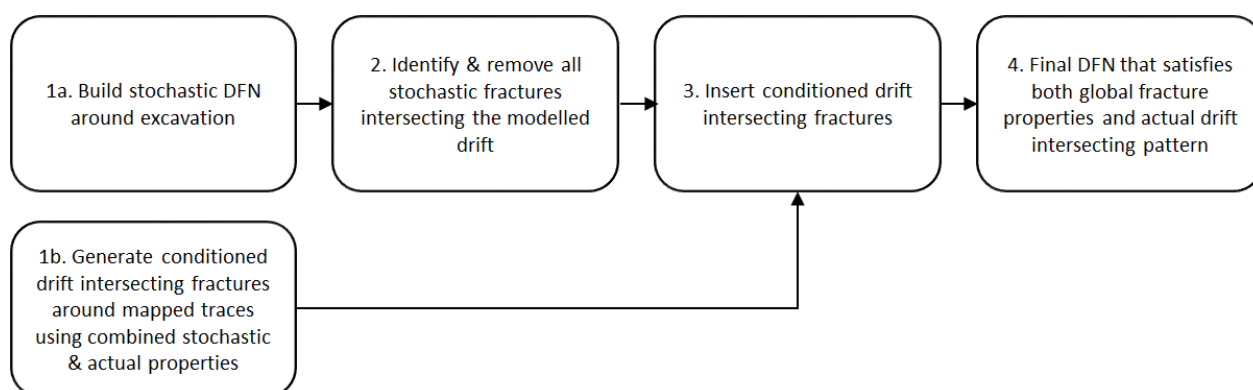 1a. Build stochastic DFN
around excavation
2. Identify & remove all
stochastic fractures
intersecting the modelled
drift
3. Insert conditioned drift
intersecting fractures
4. Final DFN that satisfies
both global fracture
properties and actual drift
intersecting pattern
1b. Generate conditioned
drift intersecting fractures
around mapped traces
using combined stochastic
& actual properties